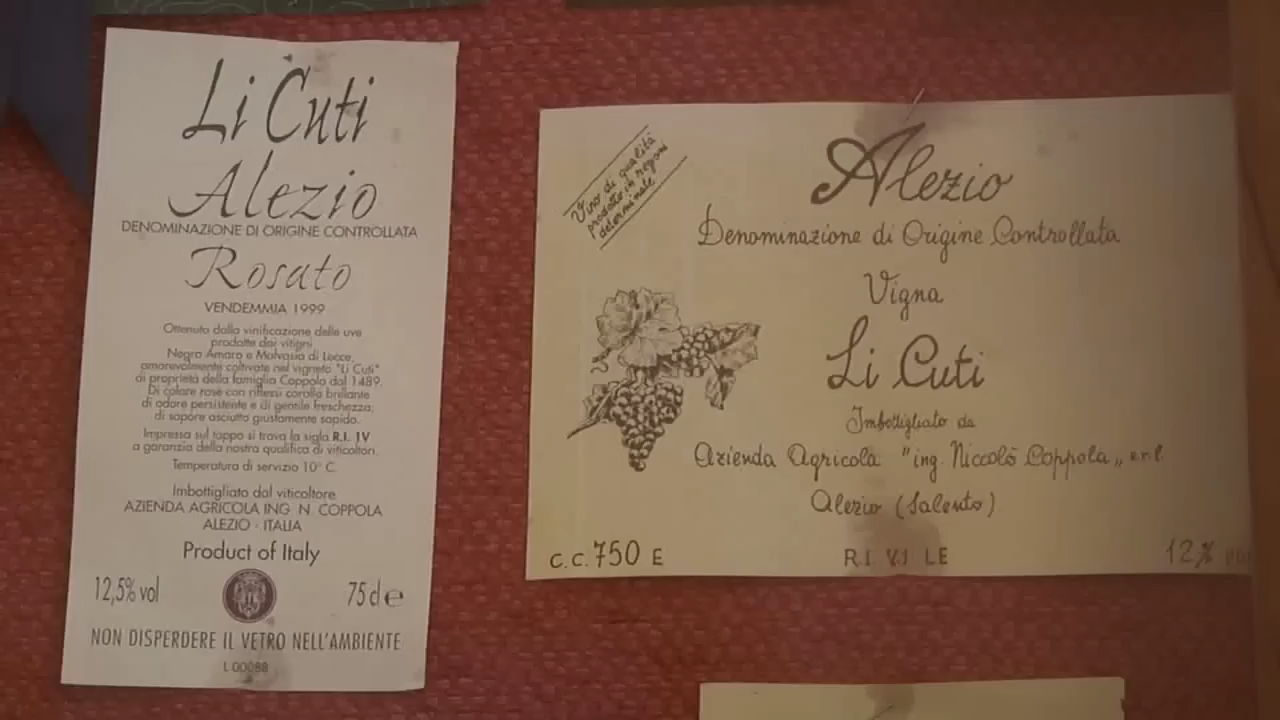 Li Cuti
Alezio
DENOMINAZIONE DI ORIGINE CONTROLLATA
Rosato
VENDEMMIA 1999
Ottenuto dalla vinificazione delle uve
prodotte dai vitigni
Negro Amaro e Malvasia di Lecce,
amorevolmente coltivate nel vigneto "Li Cuti"
di proprietà della famiglia Coppola dal 1489.
Di colore rosé con riflessi corallo brillante
di odore persistente e di gentile freschezza,
di sapore asciutto giustamente sapido.
Impressa sul tappo si trova la sigla R.I. IV
a garanzia della nostra qualifica di viticoltori.
Temperatura di servizio 10° C.
Imbottigliato dal viticoltore
AZIENDA AGRICOLA ING. N. COPPOLA
ALEZIO - ITALIA
Product of Italy
12,5% vol
75 cl e
NON DISPERDERE IL VETRO NELL'AMBIENTE
L 00088
Vino di qualità
prodotto in regioni
determinate
Alezio
Denominazione di Origine Controllata
Vigna
Li Cuti
Imbottigliato da
Azienda Agricola "ing. Niccolò Coppola„ s.r.l
Alezio (Salento)
C.C. 750 E
R.I. V.I. LE
12%